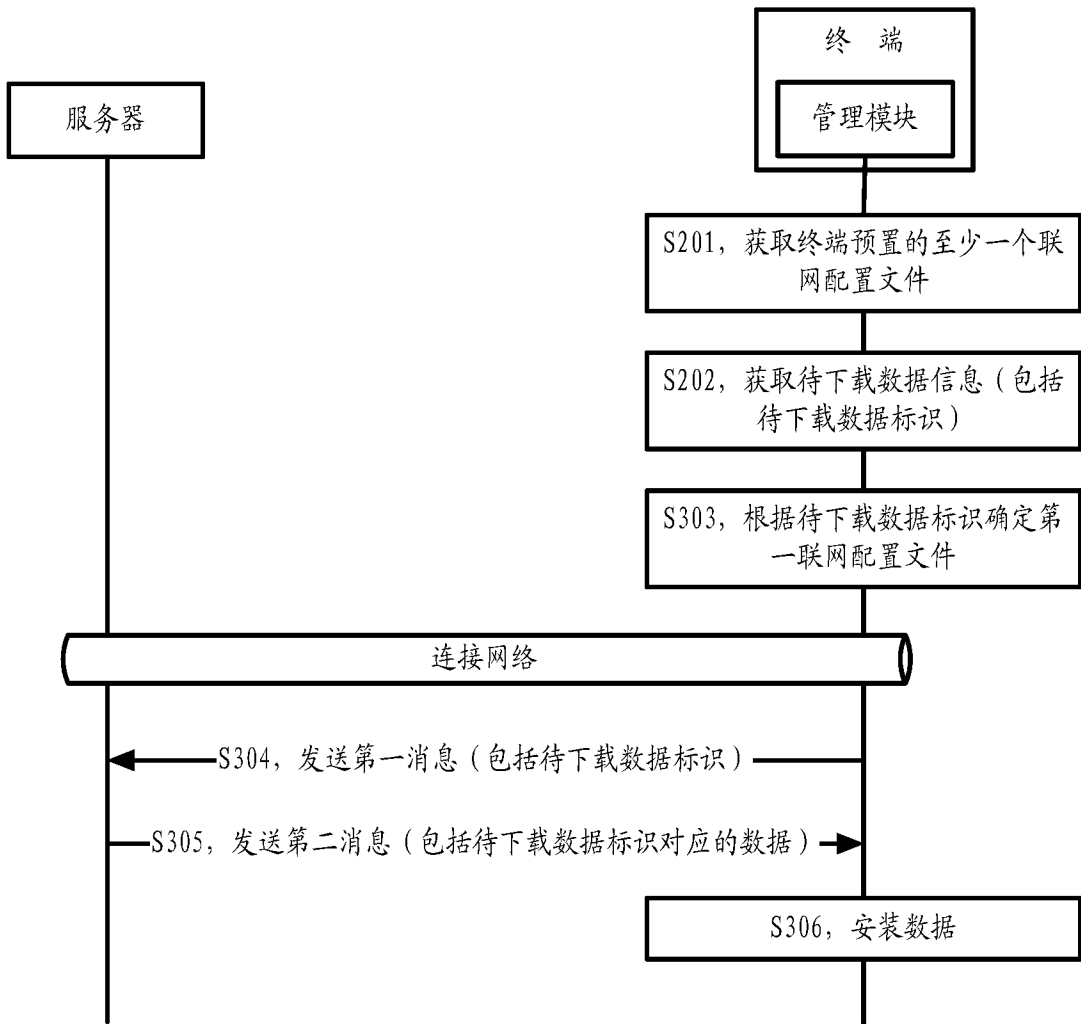 终 端
服务器
管理模块
S201，获取终端预置的至少一个联
网配置文件
S202，获取待下载数据信息（包括
待下载数据标识）
S303，根据待下载数据标识确定第
一联网配置文件
连接网络
S304，发送第一消息（包括待下载数据标识）
S305，发送第二消息（包括待下载数据标识对应的数据）
S306，安装数据